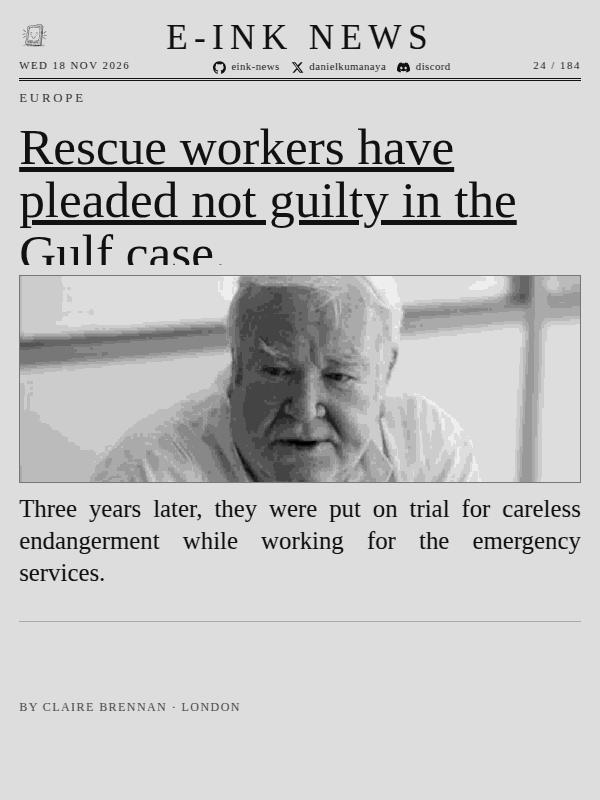 E-INK NEWS
WED 18 NOV 2026
eink-news danielkumanaya discord
24 / 184
EUROPE
Rescue workers have
pleaded not guilty in the
Gulf case.
Three years later, they were put on trial for careless
endangerment while working for the emergency
services.
BY CLAIRE BRENNAN · LONDON